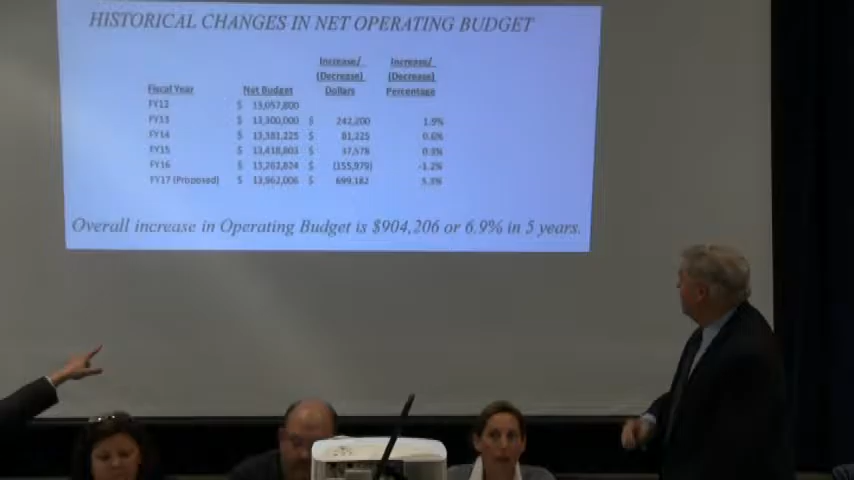 HISTORICAL CHANGES IN NET OPERATING BUDGET
Increase/ Increase/
(Decrease) (Decrease)
Fiscal Year Net Budget Dollars Percentage
FY12 $ 13,057,800
FY13 $ 13,300,000 $ 242,200 1.9%
FY14 $ 13,381,225 $ 81,225 0.6%
FY15 $ 13,418,803 $ 37,578 0.3%
FY16 $ 13,262,824 $ (155,979) -1.2%
FY17 (Proposed) $ 13,962,006 $ 699,182 5.3%
Overall increase in Operating Budget is $904,206 or 6.9% in 5 years.